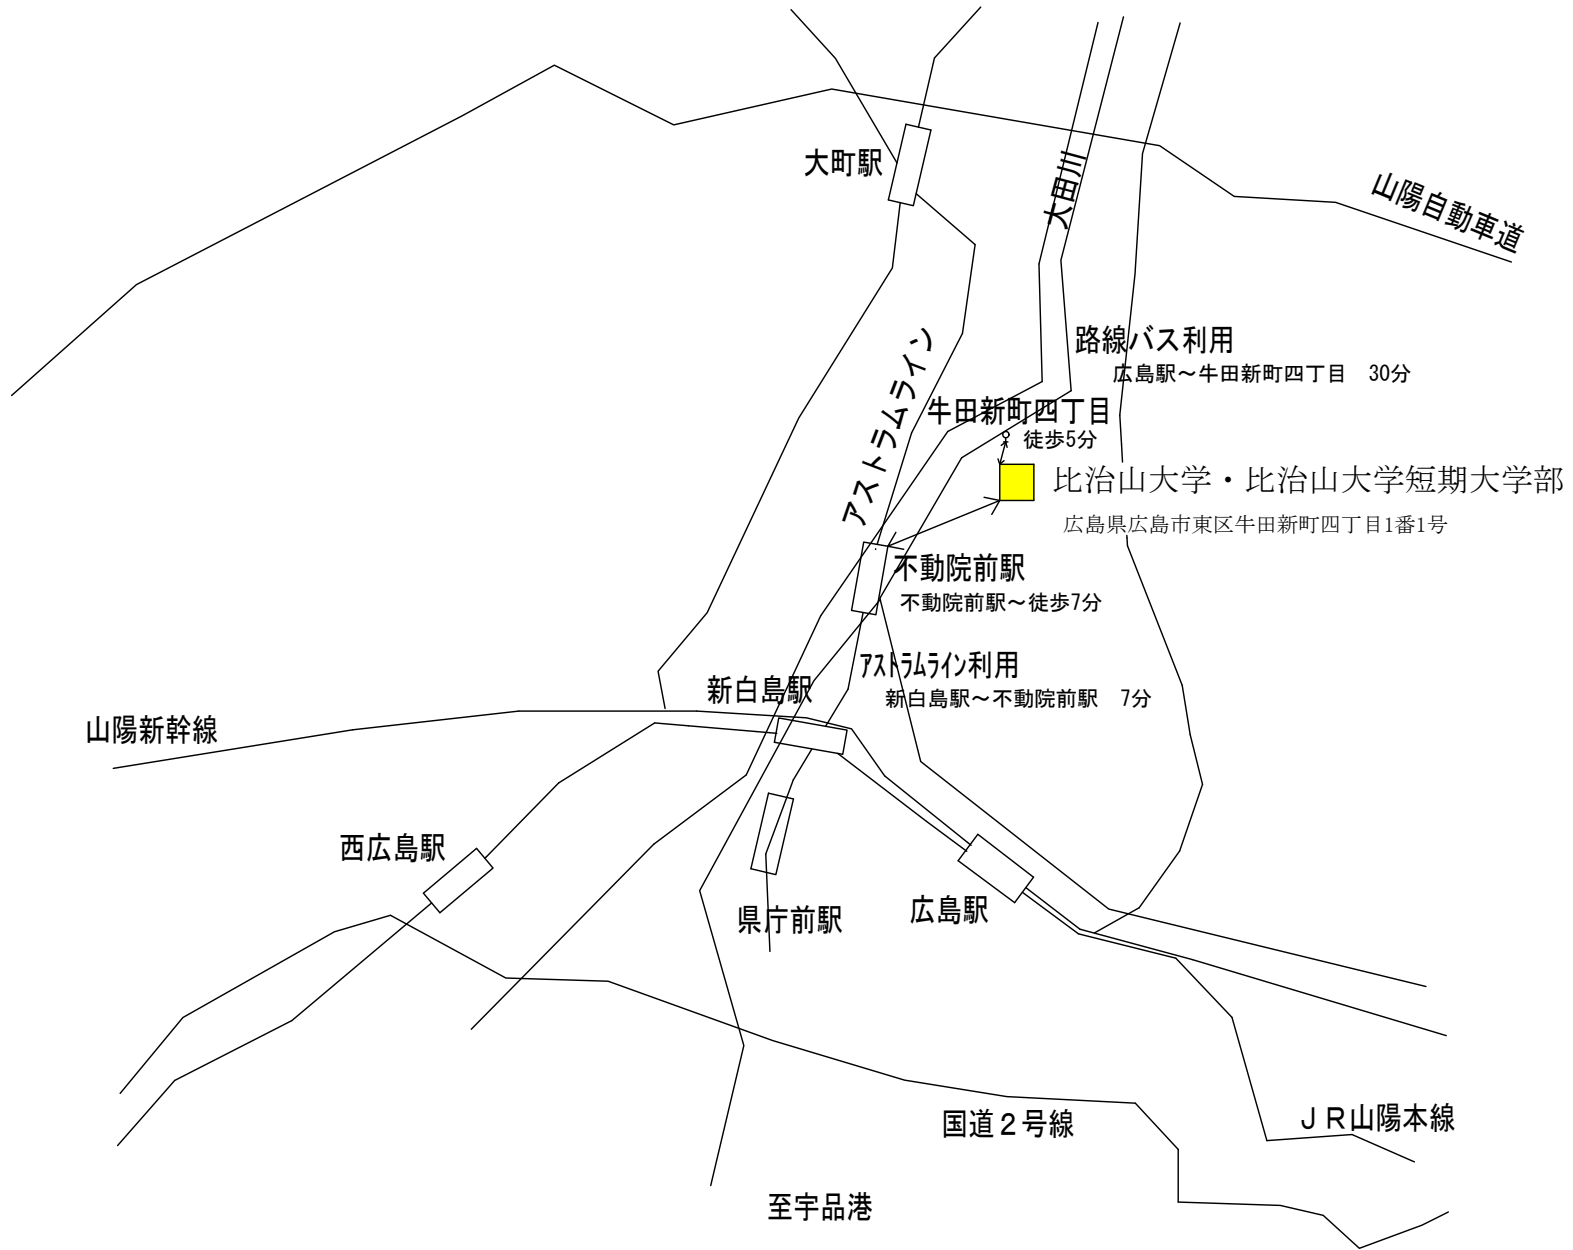 大町駅
大田川
山陽自動車道
アストラムライン
路線バス利用
広島駅～牛田新町四丁目　30分
牛田新町四丁目
徒歩5分
比治山大学・比治山大学短期大学部
広島県広島市東区牛田新町四丁目1番1号
不動院前駅
不動院前駅～徒歩7分
ｱｽﾄﾗﾑﾗｲﾝ利用
新白島駅～不動院前駅　7分
新白島駅
山陽新幹線
西広島駅
県庁前駅
広島駅
国道２号線
ＪＲ山陽本線
至宇品港